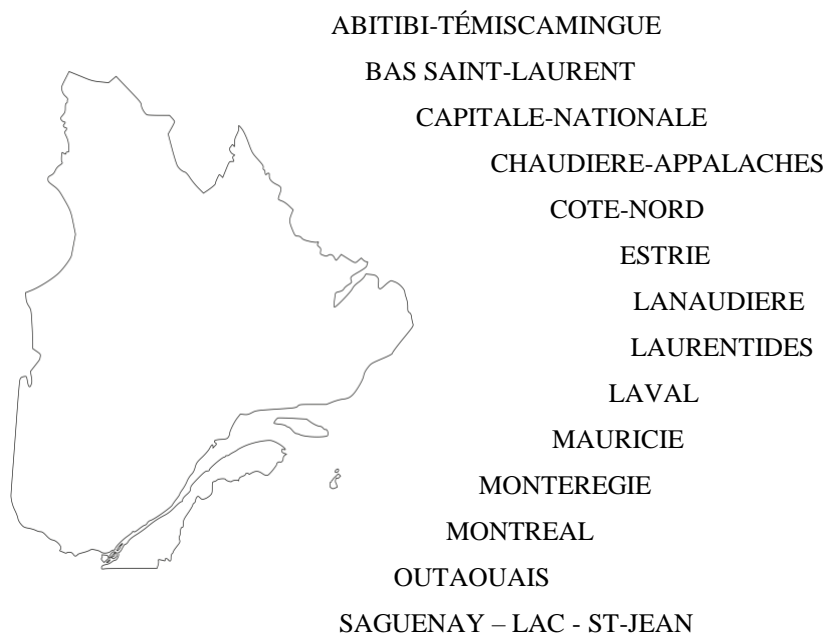 ABITIBI-TÉMISCAMINGUE
BAS SAINT-LAURENT
CAPITALE-NATIONALE
CHAUDIERE-APPALACHES
COTE-NORD
ESTRIE
LANAUDIERE
LAURENTIDES
LAVAL
MAURICIE
MONTEREGIE
MONTREAL
OUTAOUAIS
SAGUENAY – LAC - ST-JEAN